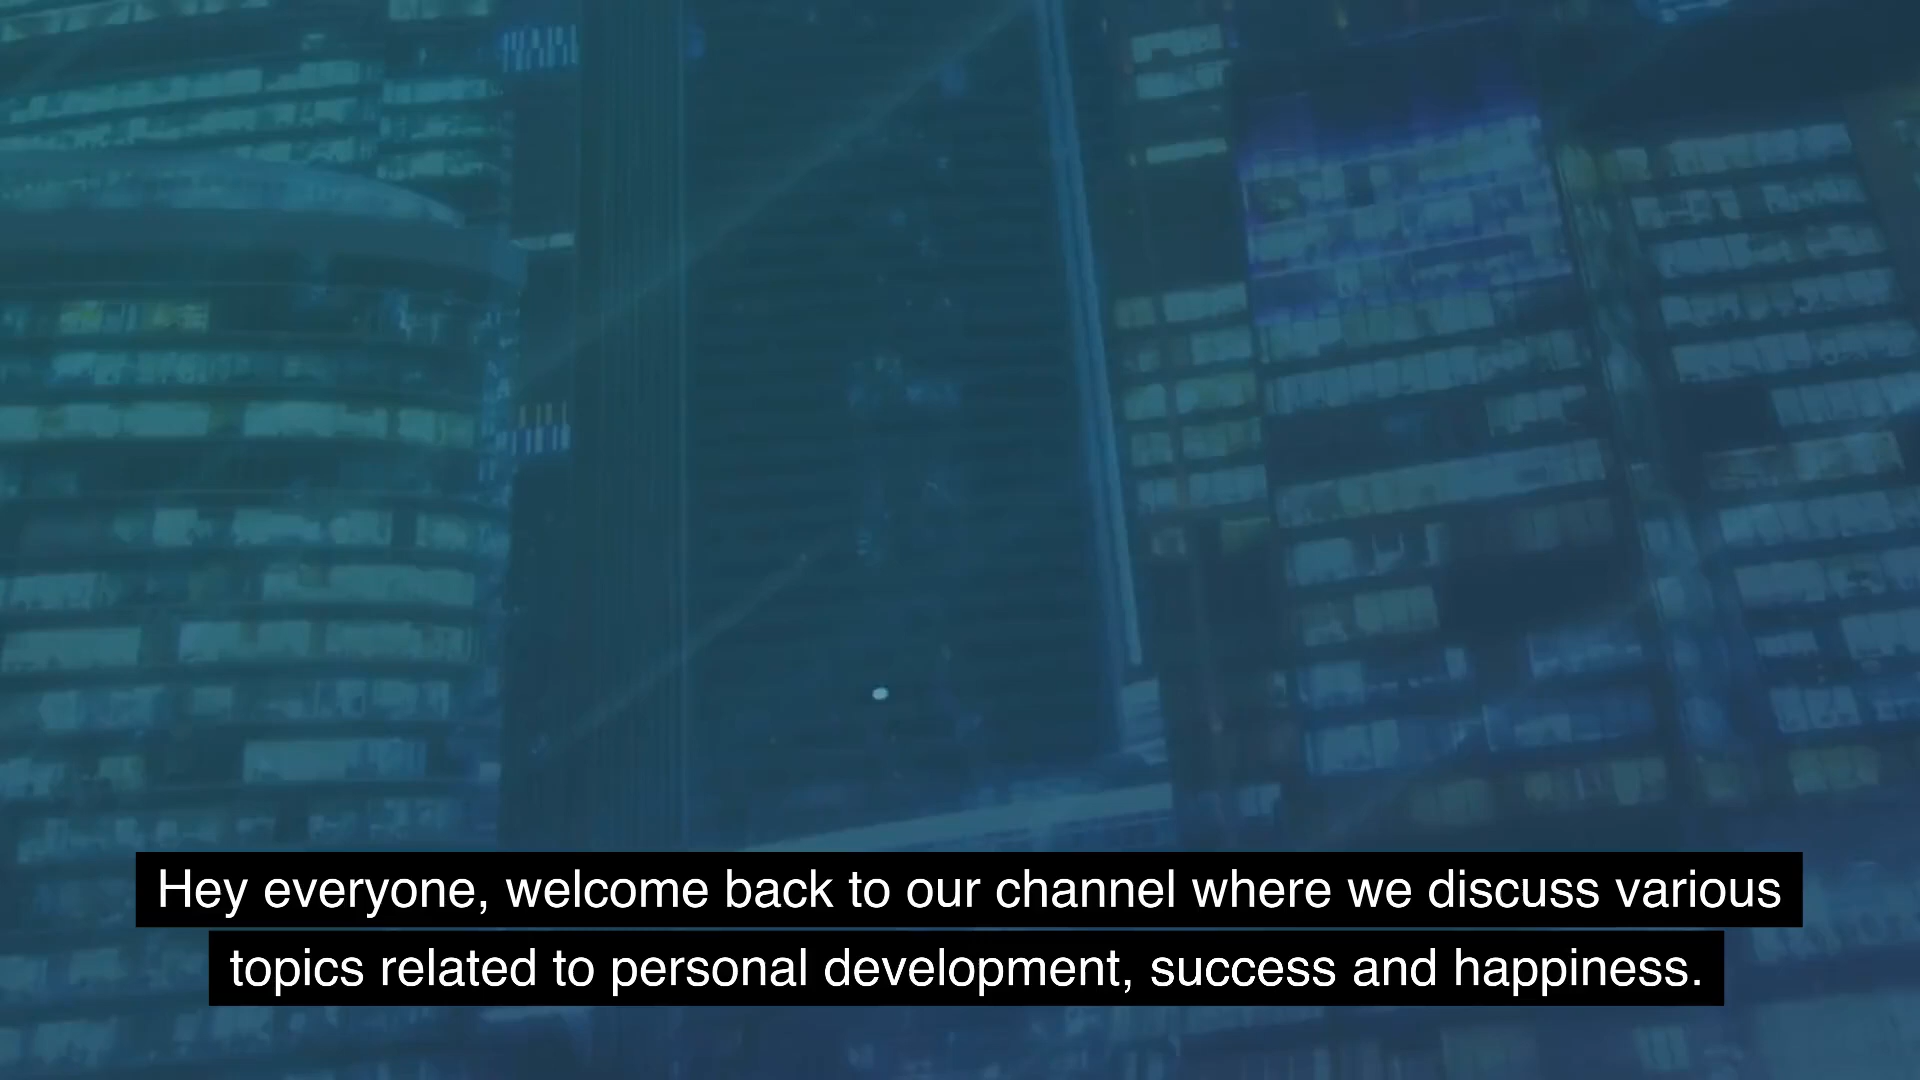 Hey everyone, welcome back to our channel where we discuss various
topics related to personal development, success and happiness.